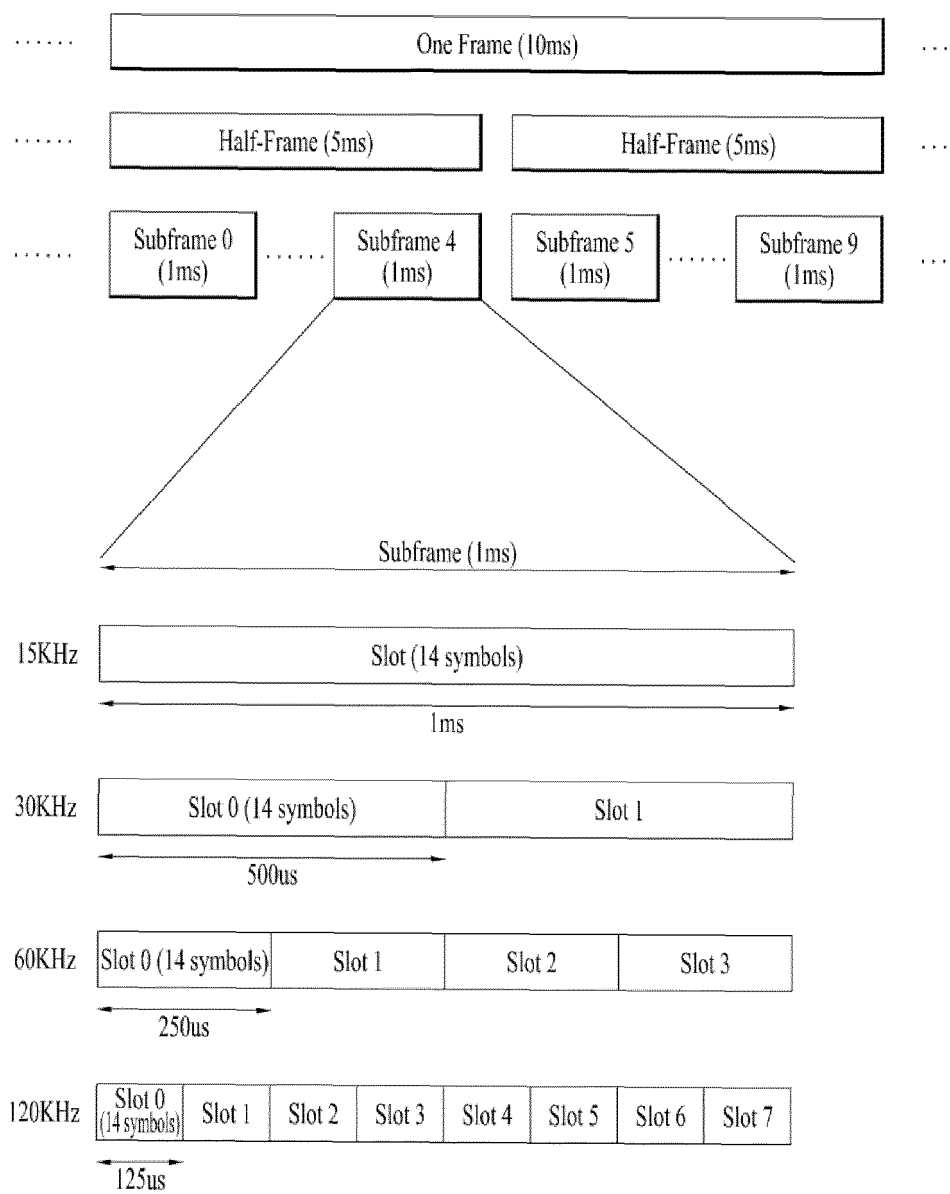 ...... One Frame (10ms) ...
...... Half-Frame (5ms) Half-Frame (5ms) ...
...... Subframe 0 ...... Subframe 4 Subframe 5 ...... Subframe 9 ...
(1ms) (1ms) (1ms) (1ms)
Subframe (1ms)
15KHz Slot (14 symbols)
1ms
30KHz Slot 0 (14 symbols) Slot 1
500us
60KHz Slot 0 (14 symbols) Slot 1 Slot 2 Slot 3
250us
120KHz Slot 0 (14 symbols) Slot 1 Slot 2 Slot 3 Slot 4 Slot 5 Slot 6 Slot 7
125us